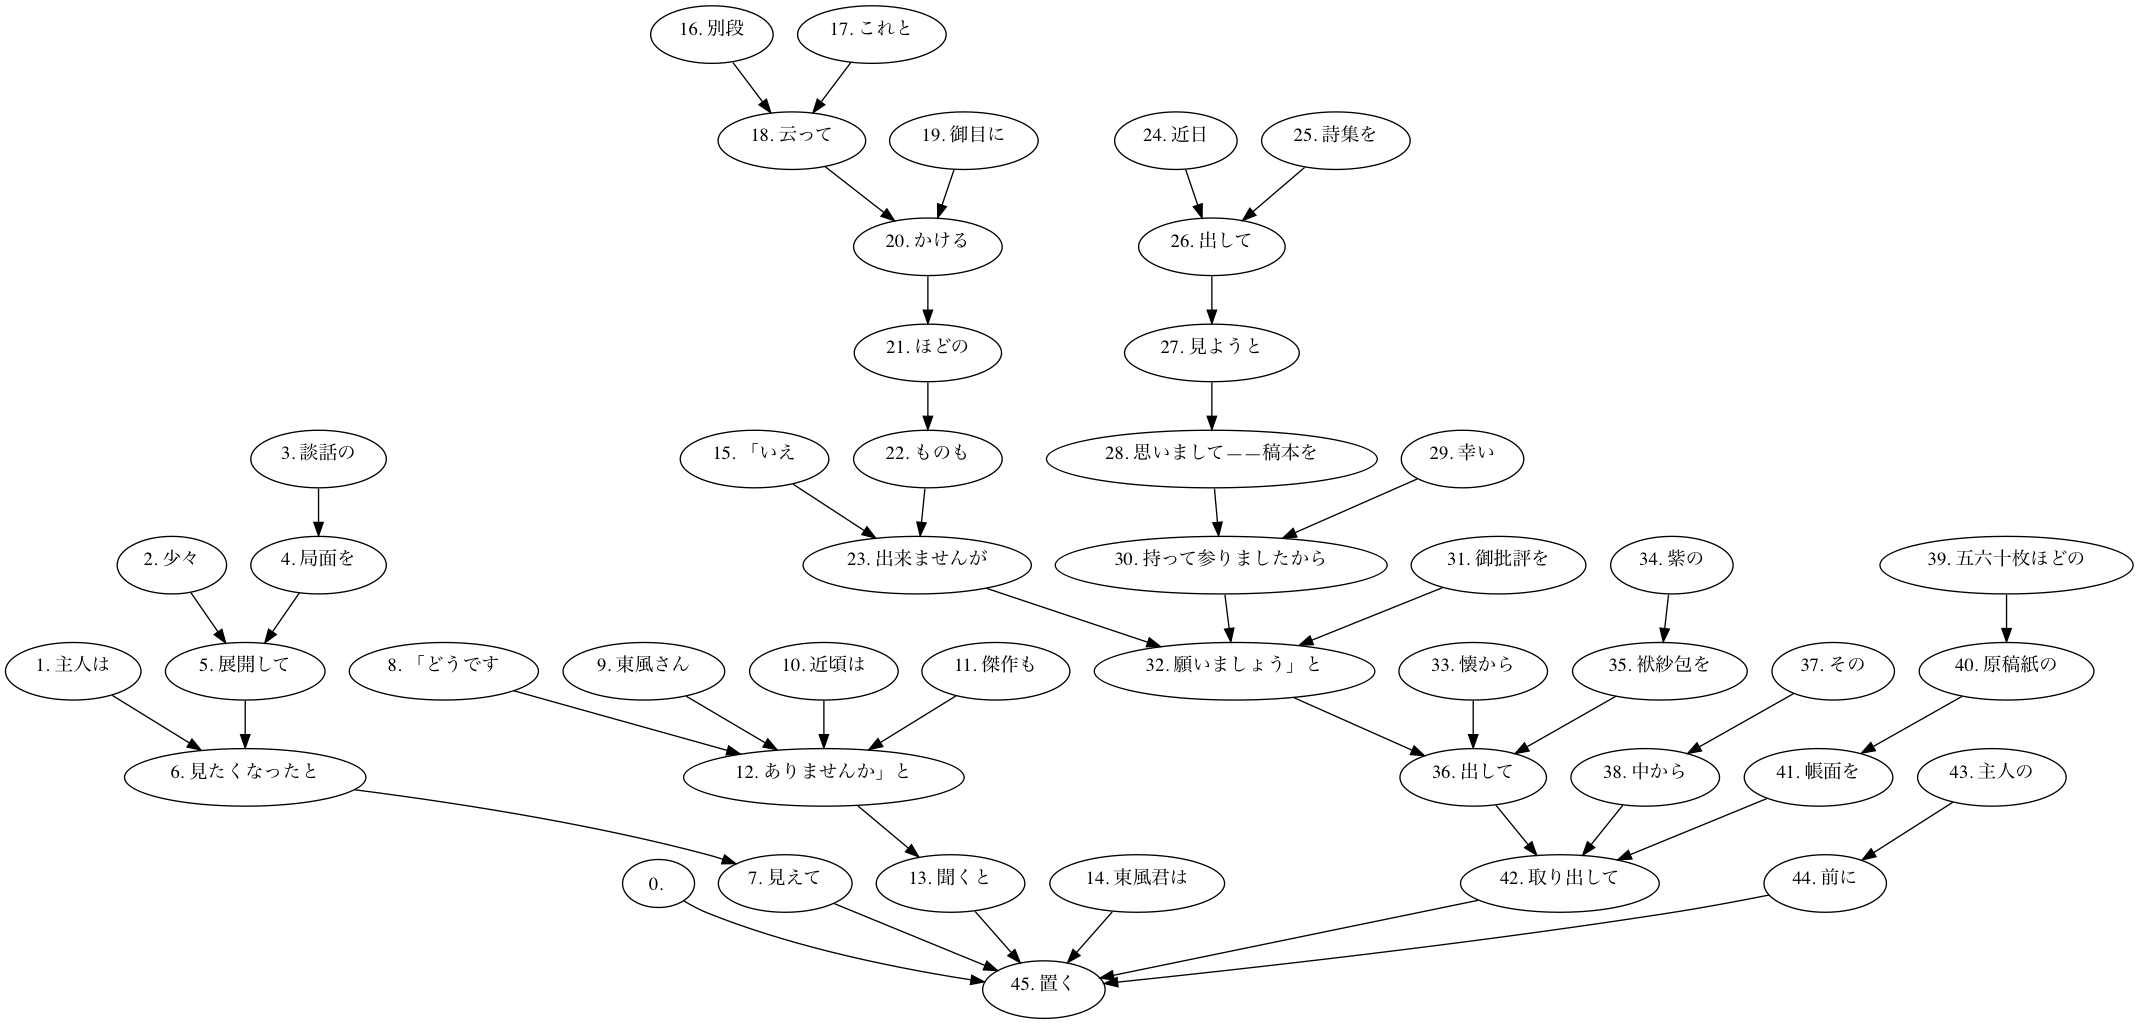 16. 別段
17. これと
18. 云って
19. 御目に
24. 近日
25. 詩集を
20. かける
26. 出して
21. ほどの
27. 見ようと
3. 談話の
15. 「いえ
22. ものも
28. 思いまして——稿本を
29. 幸い
2. 少々
4. 局面を
23. 出来ませんが
30. 持って参りましたから
31. 御批評を
34. 紫の
39. 五六十枚ほどの
1. 主人は
5. 展開して
8. 「どうです
9. 東風さん
10. 近頃は
11. 傑作も
32. 願いましょう」と
33. 懐から
35. 袱紗包を
37. その
40. 原稿紙の
6. 見たくなったと
12. ありませんか」と
36. 出して
38. 中から
41. 帳面を
43. 主人の
0.
7. 見えて
13. 聞くと
14. 東風君は
42. 取り出して
44. 前に
45. 置く